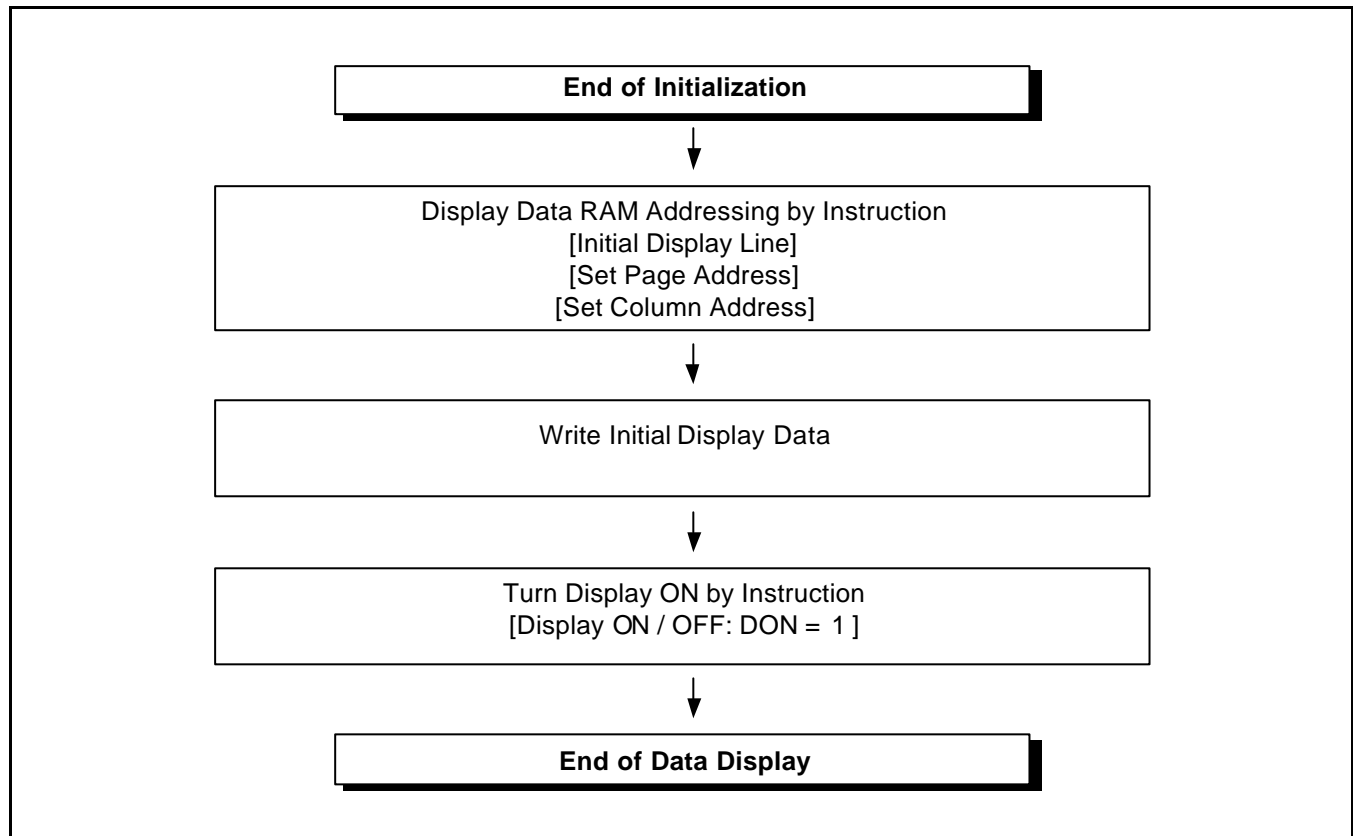 End of Initialization
Display Data RAM Addressing by Instruction
[Initial Display Line]
[Set Page Address]
[Set Column Address]
Write Initial Display Data
Turn Display ON by Instruction
[Display ON / OFF: DON = 1 ]
End of Data Display